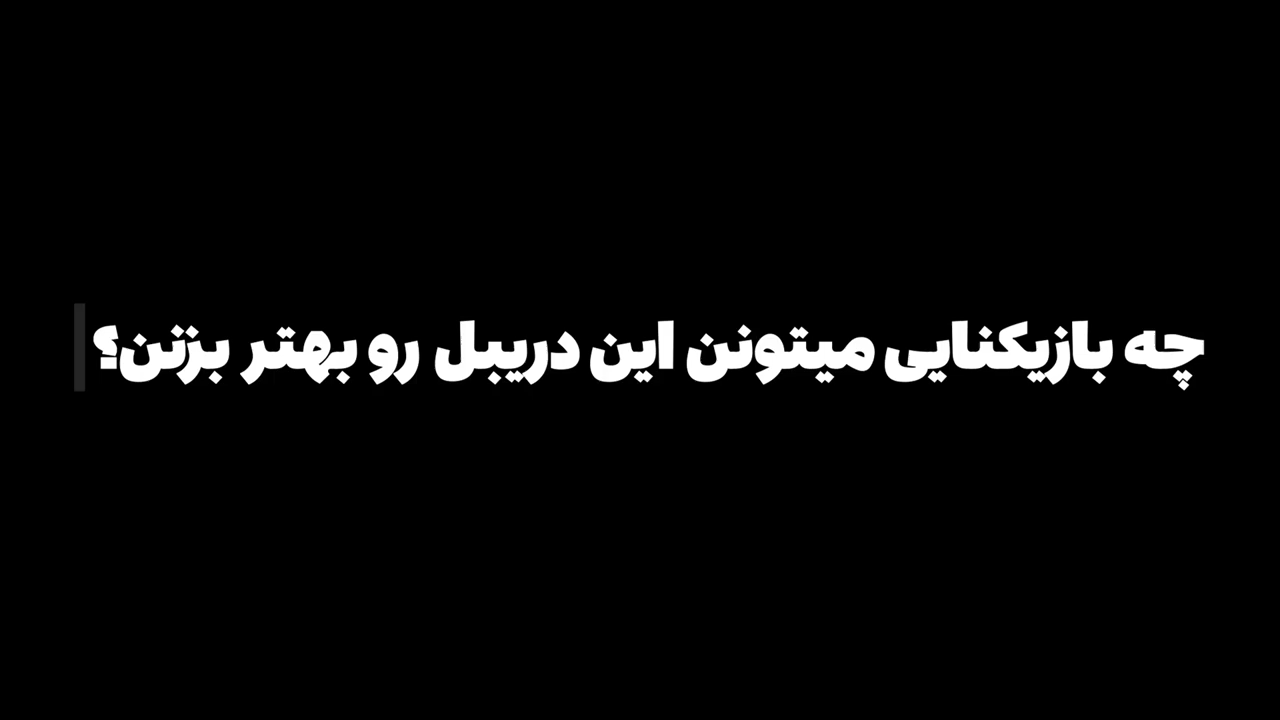 چه بازیکنایی میتونن این دریبل رو بهتر بزنن؟